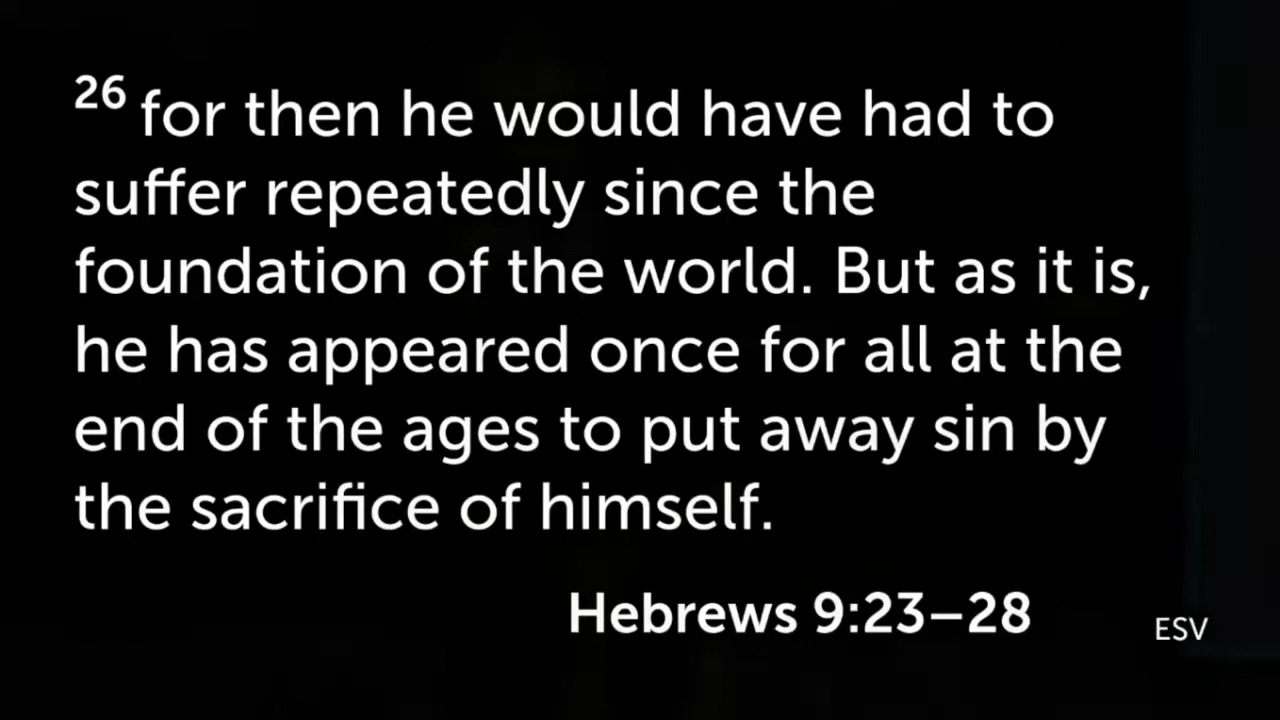 26 for then he would have had to
suffer repeatedly since the
foundation of the world. But as it is,
he has appeared once for all at the
end of the ages to put away sin by
the sacrifice of himself.
Hebrews 9:23–28
ESV